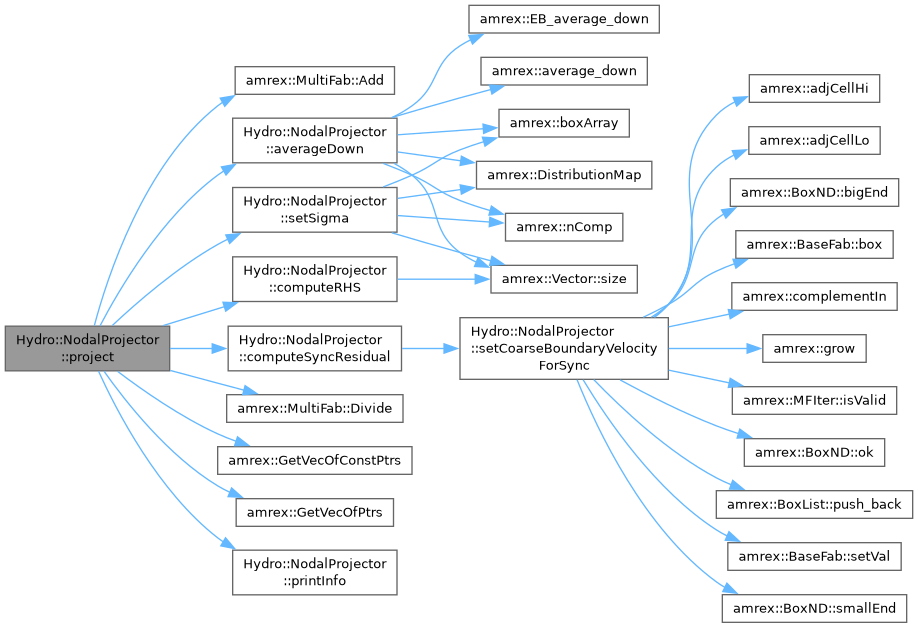 Hydro::NodalProjector
::project
amrex::MultiFab::Add
Hydro::NodalProjector
::averageDown
Hydro::NodalProjector
::setSigma
Hydro::NodalProjector
::computeRHS
Hydro::NodalProjector
::computeSyncResidual
amrex::MultiFab::Divide
amrex::GetVecOfConstPtrs
amrex::GetVecOfPtrs
Hydro::NodalProjector
::printInfo
amrex::EB_average_down
amrex::average_down
amrex::boxArray
amrex::DistributionMap
amrex::nComp
amrex::Vector::size
Hydro::NodalProjector
::setCoarseBoundaryVelocity
ForSync
amrex::adjCellHi
amrex::adjCellLo
amrex::BoxND::bigEnd
amrex::BaseFab::box
amrex::complementIn
amrex::grow
amrex::MFIter::isValid
amrex::BoxND::ok
amrex::BoxList::push_back
amrex::BaseFab::setVal
amrex::BoxND::smallEnd